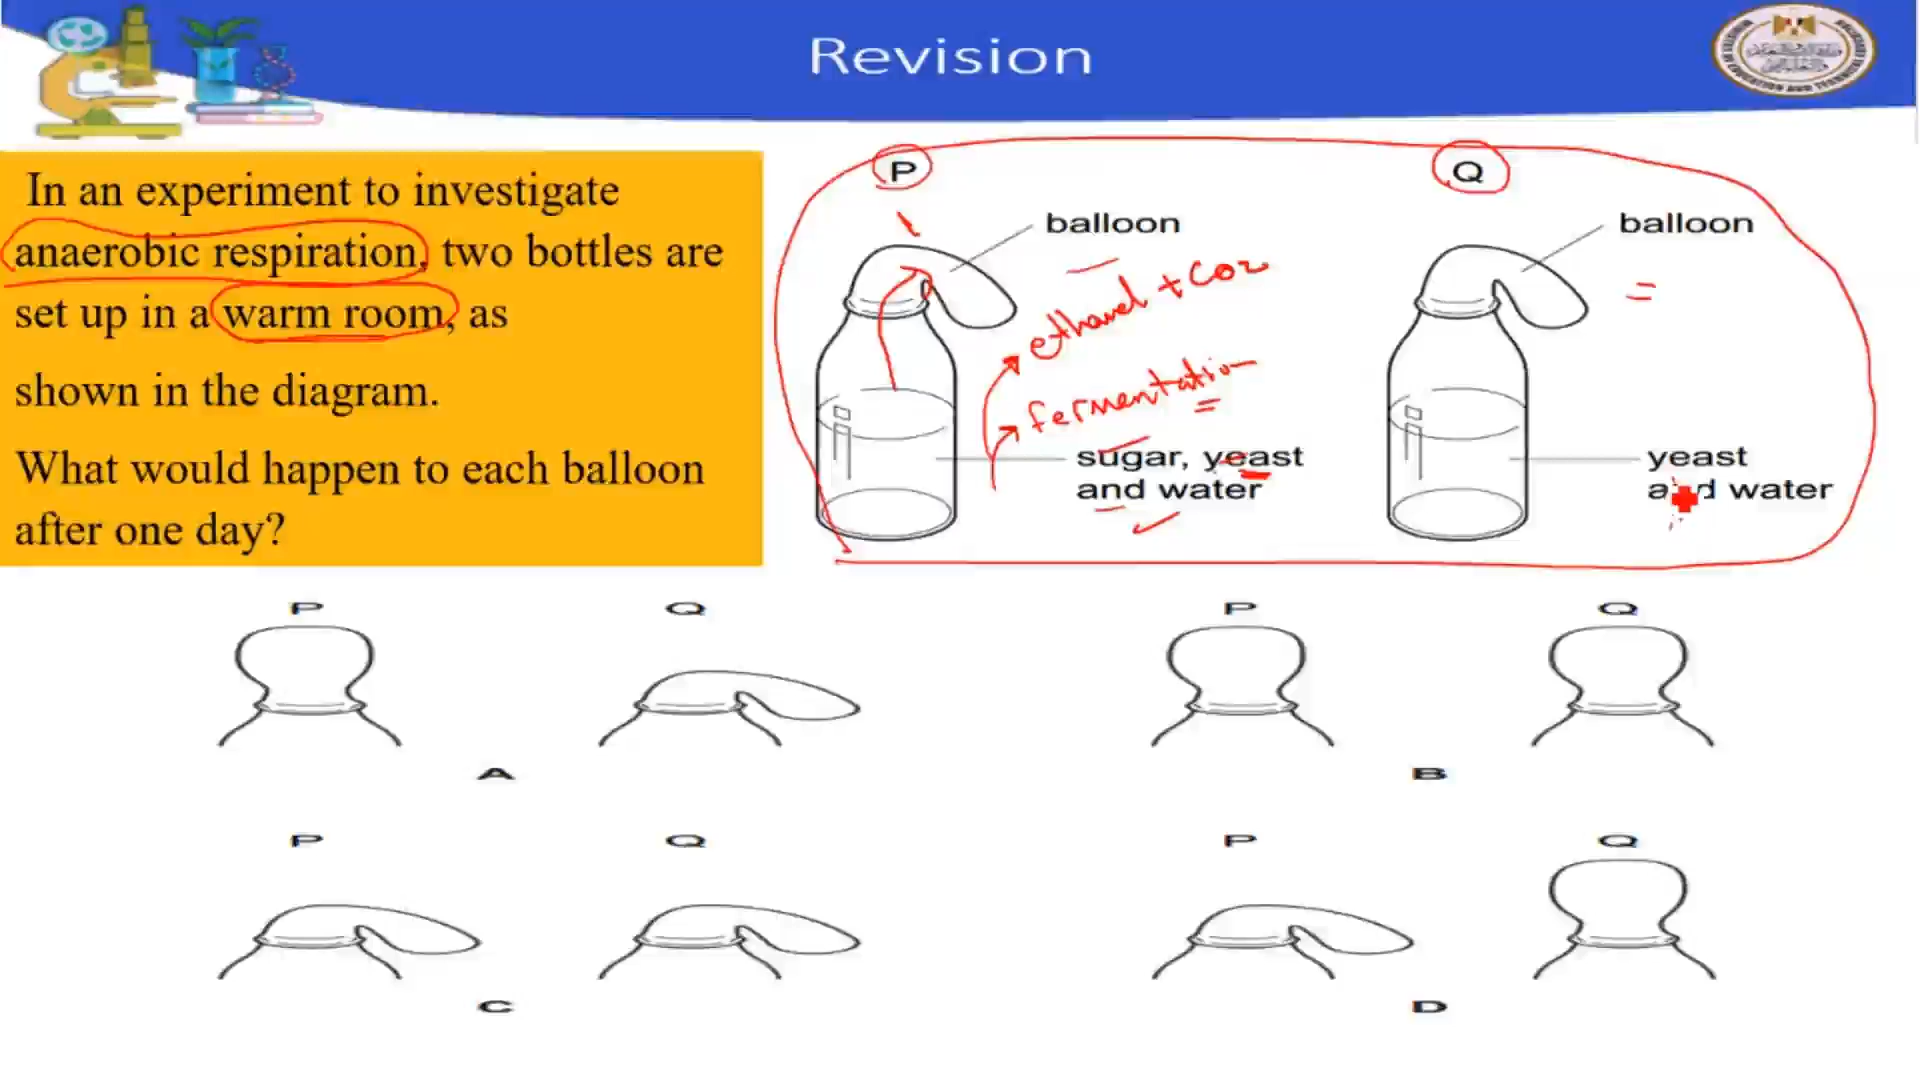 Revision
In an experiment to investigate
anaerobic respiration, two bottles are
set up in a warm room, as
shown in the diagram.
What would happen to each balloon
after one day?
P
Q
balloon
balloon
ethanol + CO2
fermentation
=
=
sugar, yeast
and water
yeast
and water
P
Q
P
Q
A
B
P
Q
P
Q
C
D